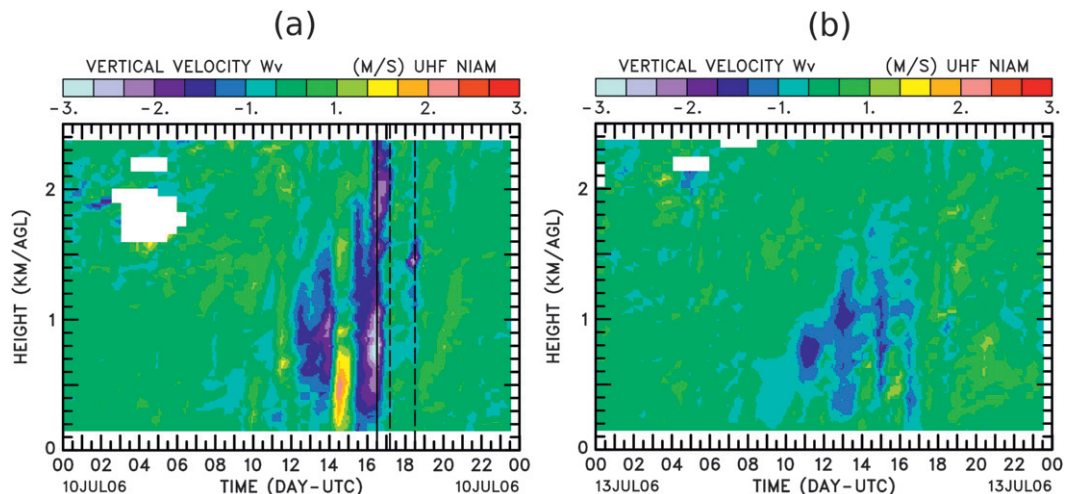 (a)
VERTICAL VELOCITY Wv (M/S) UHF NIAM
-3. -2. -1. 1. 2. 3.
HEIGHT (KM/AGL)
2
1
0
00 02 04 06 08 10 12 14 16 18 20 22 00
10JUL06 TIME (DAY-UTC) 10JUL06
(b)
VERTICAL VELOCITY Wv (M/S) UHF NIAM
-3. -2. -1. 1. 2. 3.
HEIGHT (KM/AGL)
2
1
0
00 02 04 06 08 10 12 14 16 18 20 22 00
13JUL06 TIME (DAY-UTC) 13JUL06